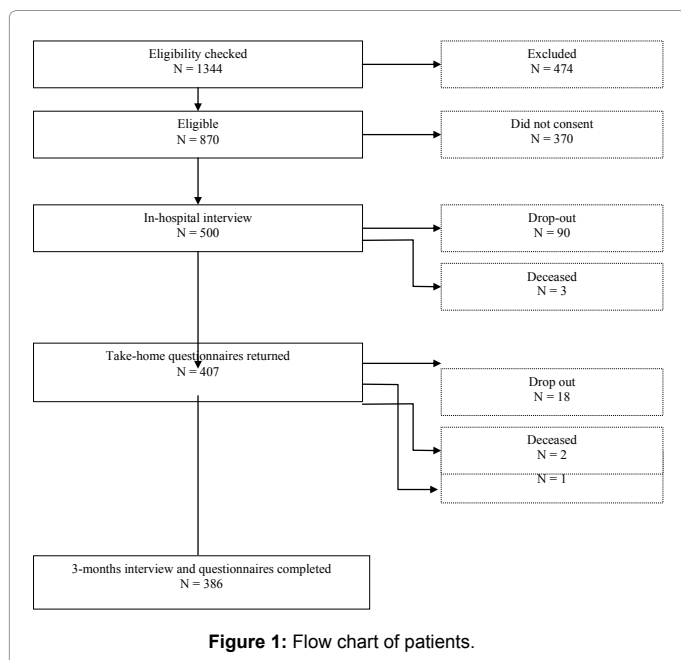 Eligibility checked
N = 1344
Excluded
N = 474
Eligible
N = 870
Did not consent
N = 370
In-hospital interview
N = 500
Drop-out
N = 90
Deceased
N = 3
Take-home questionnaires returned
N = 407
Drop out
N = 18
Deceased
N = 2
N = 1
3-months interview and questionnaires completed
N = 386
Figure 1: Flow chart of patients.